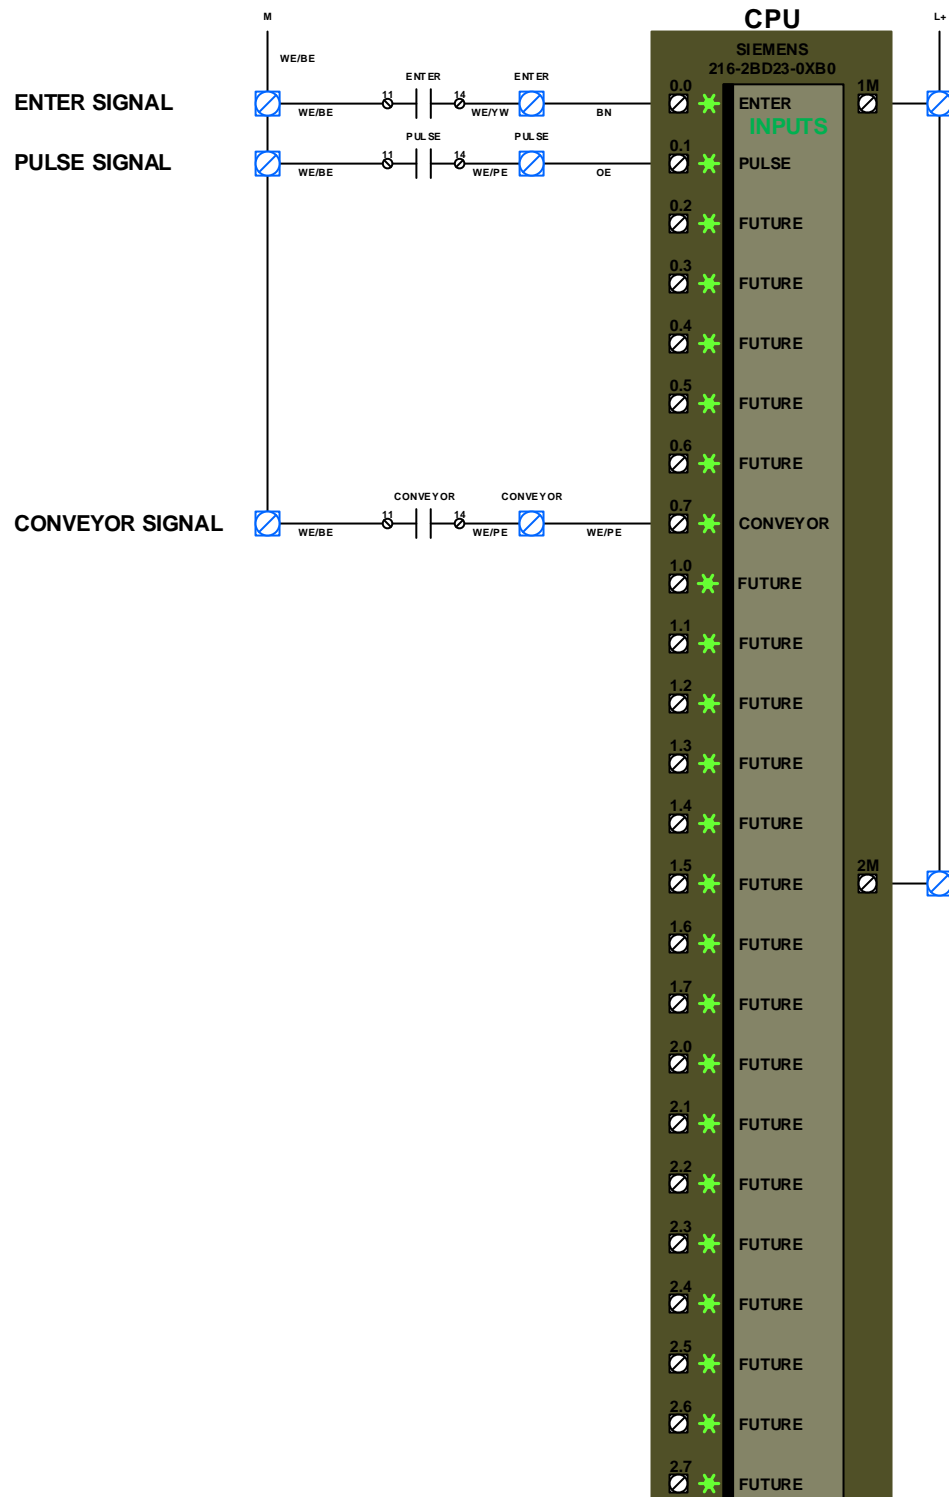 M
CPU
L+
SIEMENS
216-2BD23-0XB0
WE/BE
ENTER SIGNAL
WE/BE
11
ENTER
14
WE/YW
ENTER
BN
0.0
ENTER
1M
INPUTS
PULSE SIGNAL
WE/BE
11
PULSE
14
WE/PE
PULSE
OE
0.1
PULSE
0.2
FUTURE
0.3
FUTURE
0.4
FUTURE
0.5
FUTURE
0.6
FUTURE
CONVEYOR SIGNAL
WE/BE
11
CONVEYOR
14
WE/PE
CONVEYOR
WE/PE
0.7
CONVEYOR
1.0
FUTURE
1.1
FUTURE
1.2
FUTURE
1.3
FUTURE
1.4
FUTURE
1.5
FUTURE
2M
1.6
FUTURE
1.7
FUTURE
2.0
FUTURE
2.1
FUTURE
2.2
FUTURE
2.3
FUTURE
2.4
FUTURE
2.5
FUTURE
2.6
FUTURE
2.7
FUTURE